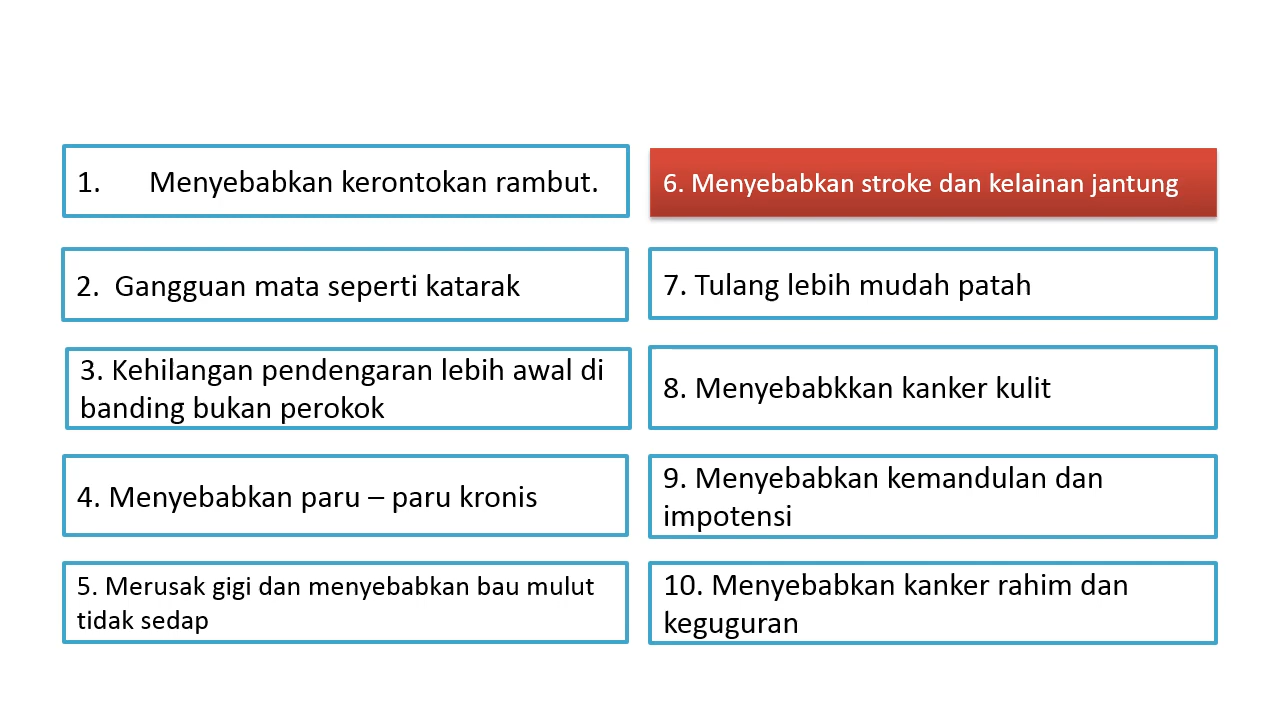 1. Menyebabkan kerontokan rambut.
2. Gangguan mata seperti katarak
3. Kehilangan pendengaran lebih awal di
banding bukan perokok
4. Menyebabkan paru – paru kronis
5. Merusak gigi dan menyebabkan bau mulut
tidak sedap
6. Menyebabkan stroke dan kelainan jantung
7. Tulang lebih mudah patah
8. Menyebabkkan kanker kulit
9. Menyebabkan kemandulan dan
impotensi
10. Menyebabkan kanker rahim dan
keguguran